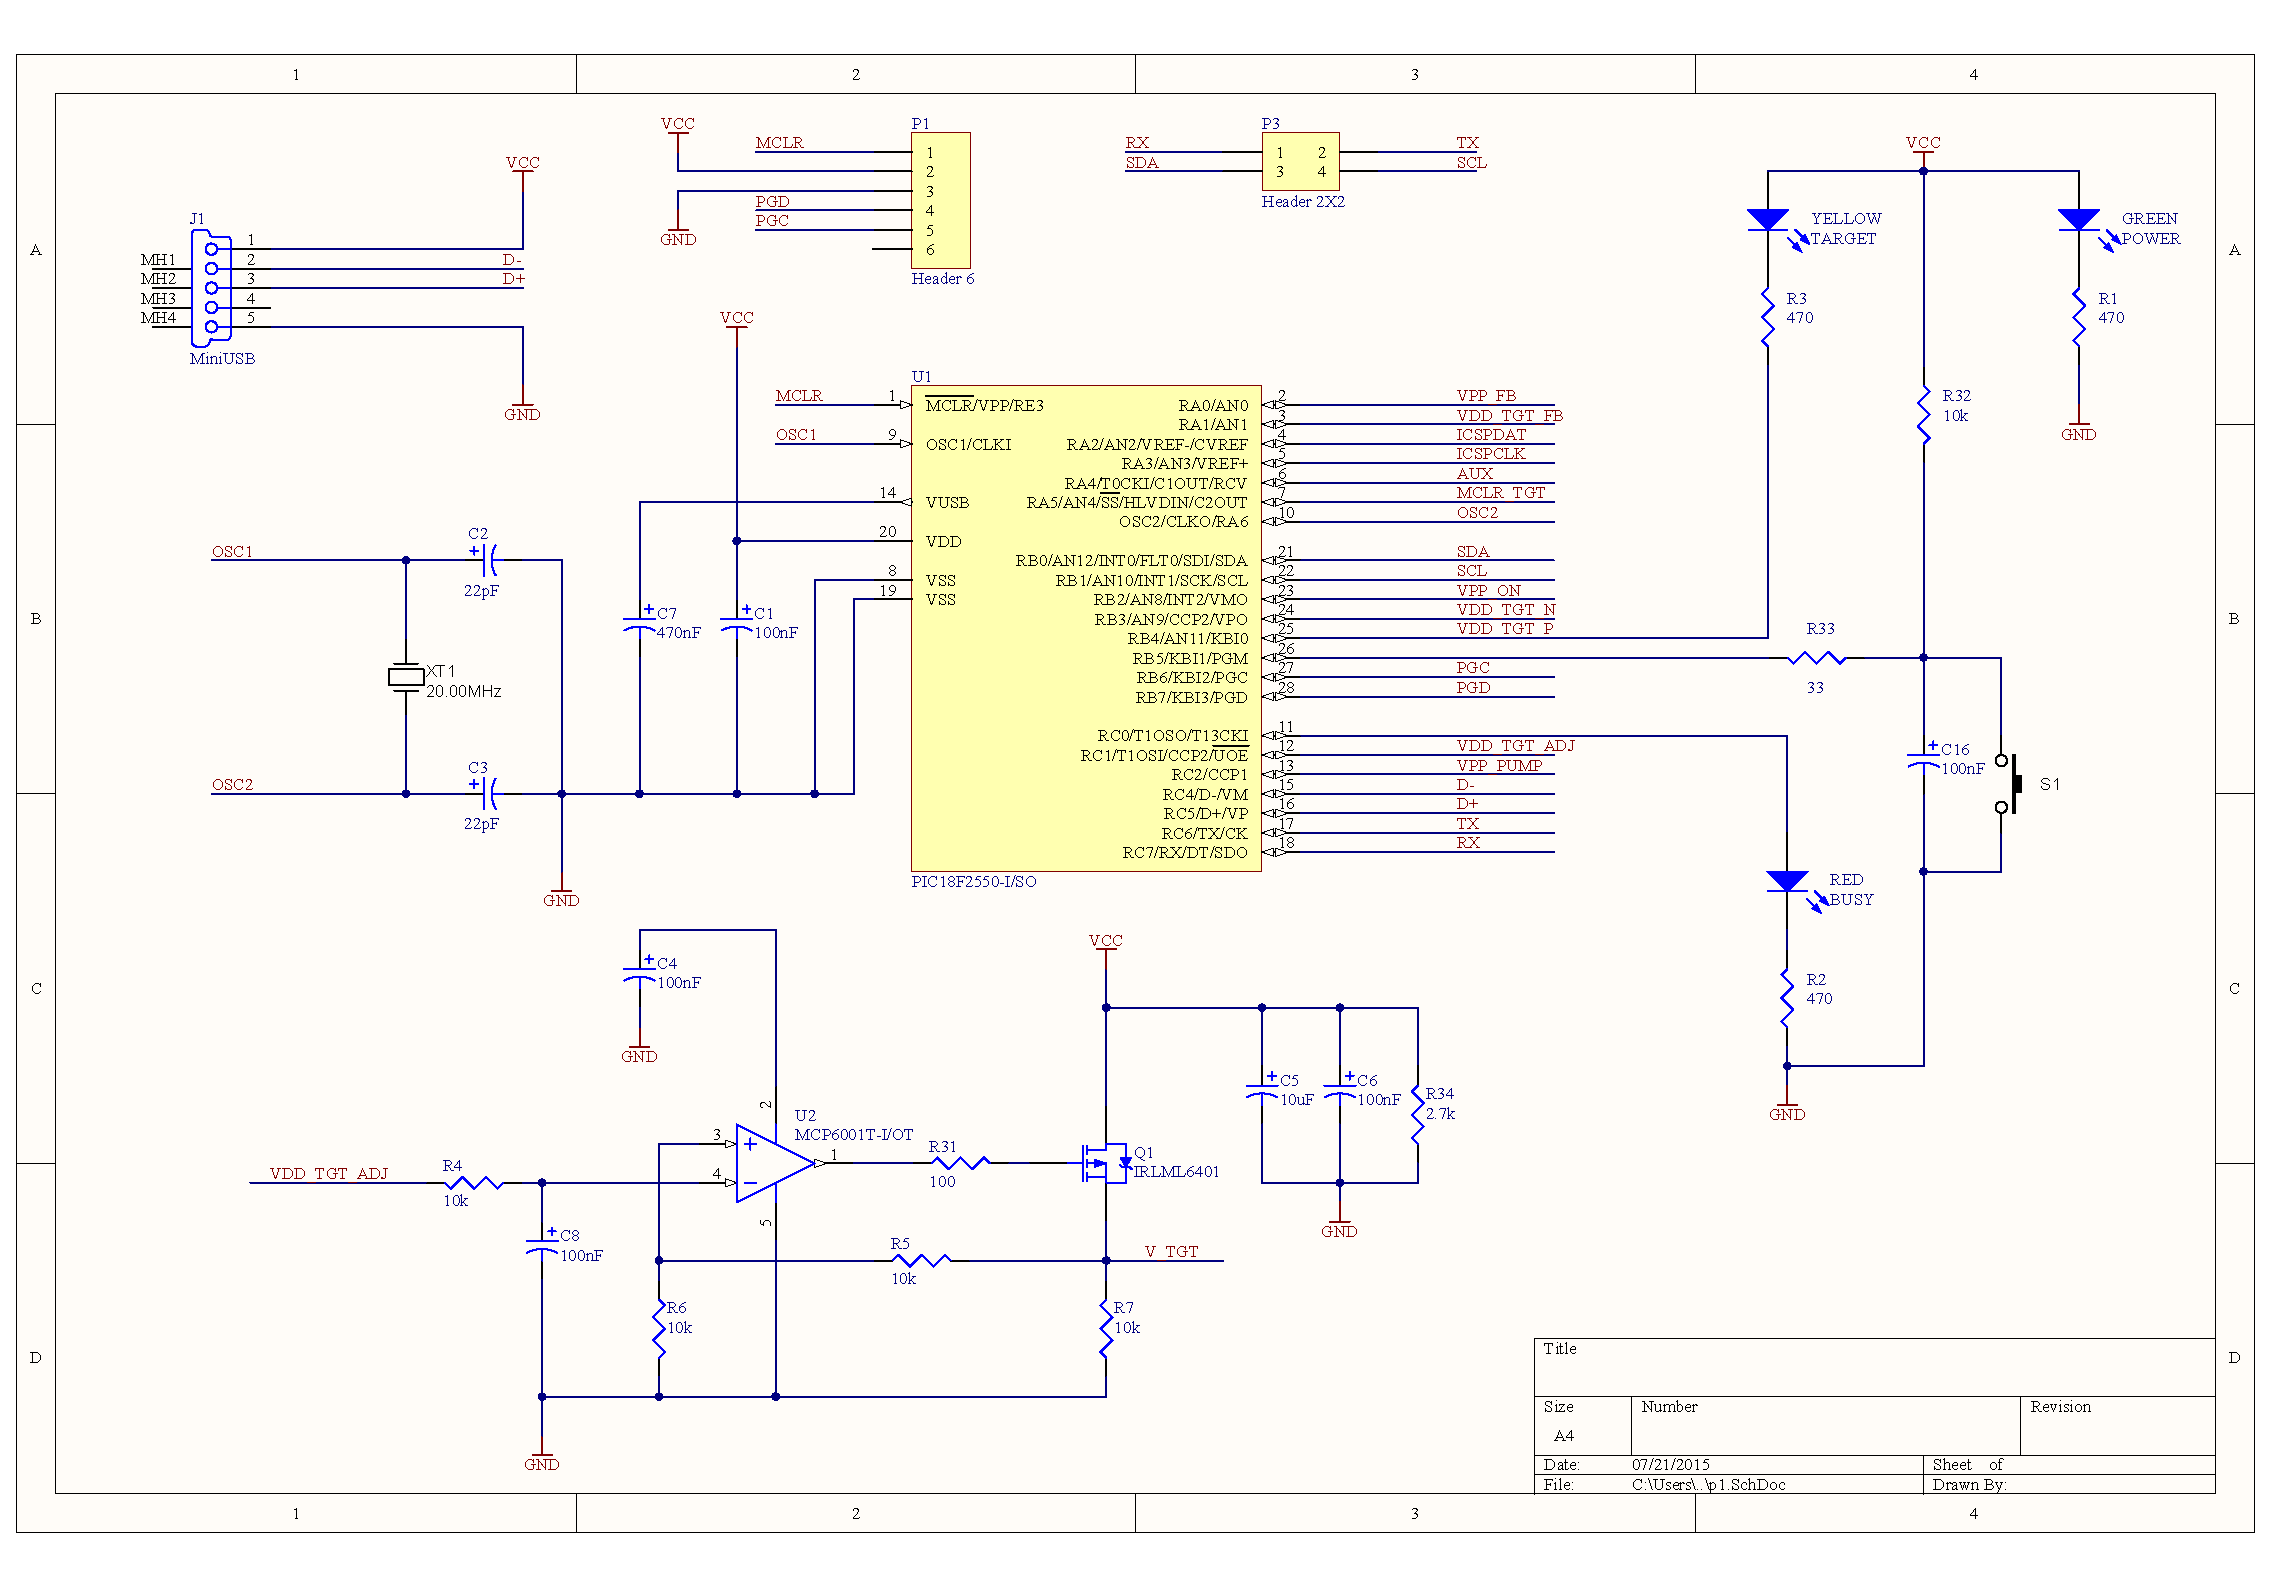 1 2 3 4
A
B
C
D
A
B
C
D
J1
VCC
MH1
MH2
MH3
MH4
1
2 D-
3 D+
4
5
MiniUSB
GND
VCC
MCLR
PGD
PGC
GND
P1
1
2
3
4
5
6
Header 6
P3
RX 1 2 TX
SDA 3 4 SCL
Header 2X2
VCC
YELLOW
TARGET
GREEN
POWER
R3
470
R1
470
R32
10k
GND
VCC
U1
MCLR 1 MCLR/VPP/RE3
OSC1 9 OSC1/CLKI
14 VUSB
20 VDD
8 VSS
19 VSS
RA0/AN0 2 VPP_FB
RA1/AN1 3 VDD_TGT_FB
RA2/AN2/VREF-/CVREF 4 ICSPDAT
RA3/AN3/VREF+ 5 ICSPCLK
RA4/T0CKI/C1OUT/RCV 6 AUX
RA5/AN4/SS/HLVDIN/C2OUT 7 MCLR_TGT
OSC2/CLKO/RA6 10 OSC2
RB0/AN12/INT0/FLT0/SDI/SDA 21 SDA
RB1/AN10/INT1/SCK/SCL 22 SCL
RB2/AN8/INT2/VMO 23 VPP_ON
RB3/AN9/CCP2/VPO 24 VDD_TGT_N
RB4/AN11/KBI0 25 VDD_TGT_P
RB5/KBI1/PGM 26
RB6/KBI2/PGC 27 PGC
RB7/KBI3/PGD 28 PGD
RC0/T1OSO/T13CKI 11
RC1/T1OSI/CCP2/UOE 12 VDD_TGT_ADJ
RC2/CCP1 13 VPP_PUMP
RC4/D-/VM 15 D-
RC5/D+/VP 16 D+
RC6/TX/CK 17 TX
RC7/RX/DT/SDO 18 RX
PIC18F2550-I/SO
OSC1
C2
+
22pF
XT1
20.00MHz
OSC2
C3
+
22pF
GND
+ C7
470nF
+ C1
100nF
R33
33
+ C16
100nF
S1
RED
BUSY
R2
470
GND
+ C4
100nF
GND
VCC
+ C5
10uF
+ C6
100nF
R34
2.7k
GND
VDD_TGT_ADJ
R4
10k
+ C8
100nF
U2
MCP6001T-I/OT
2
3 +
4 −
1
5
R31
100
Q1
IRLML6401
R5
10k
V_TGT
R6
10k
R7
10k
GND
Title
Size
A4
Number
Revision
Date: 07/21/2015 Sheet of
File: C:\Users\..\p1.SchDoc Drawn By:
1 2 3 4